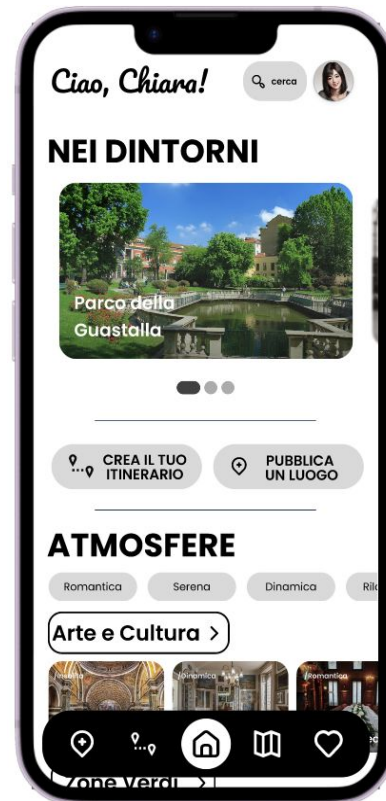 Ciao, Chiara!
cerca
NEI DINTORNI
Parco della
Guastalla
CREA IL TUO
ITINERARIO
PUBBLICA
UN LUOGO
ATMOSFERE
Romantica
Serena
Dinamica
Arte e Cultura >
/Dinamica
/Romantica
Zone Verdi >